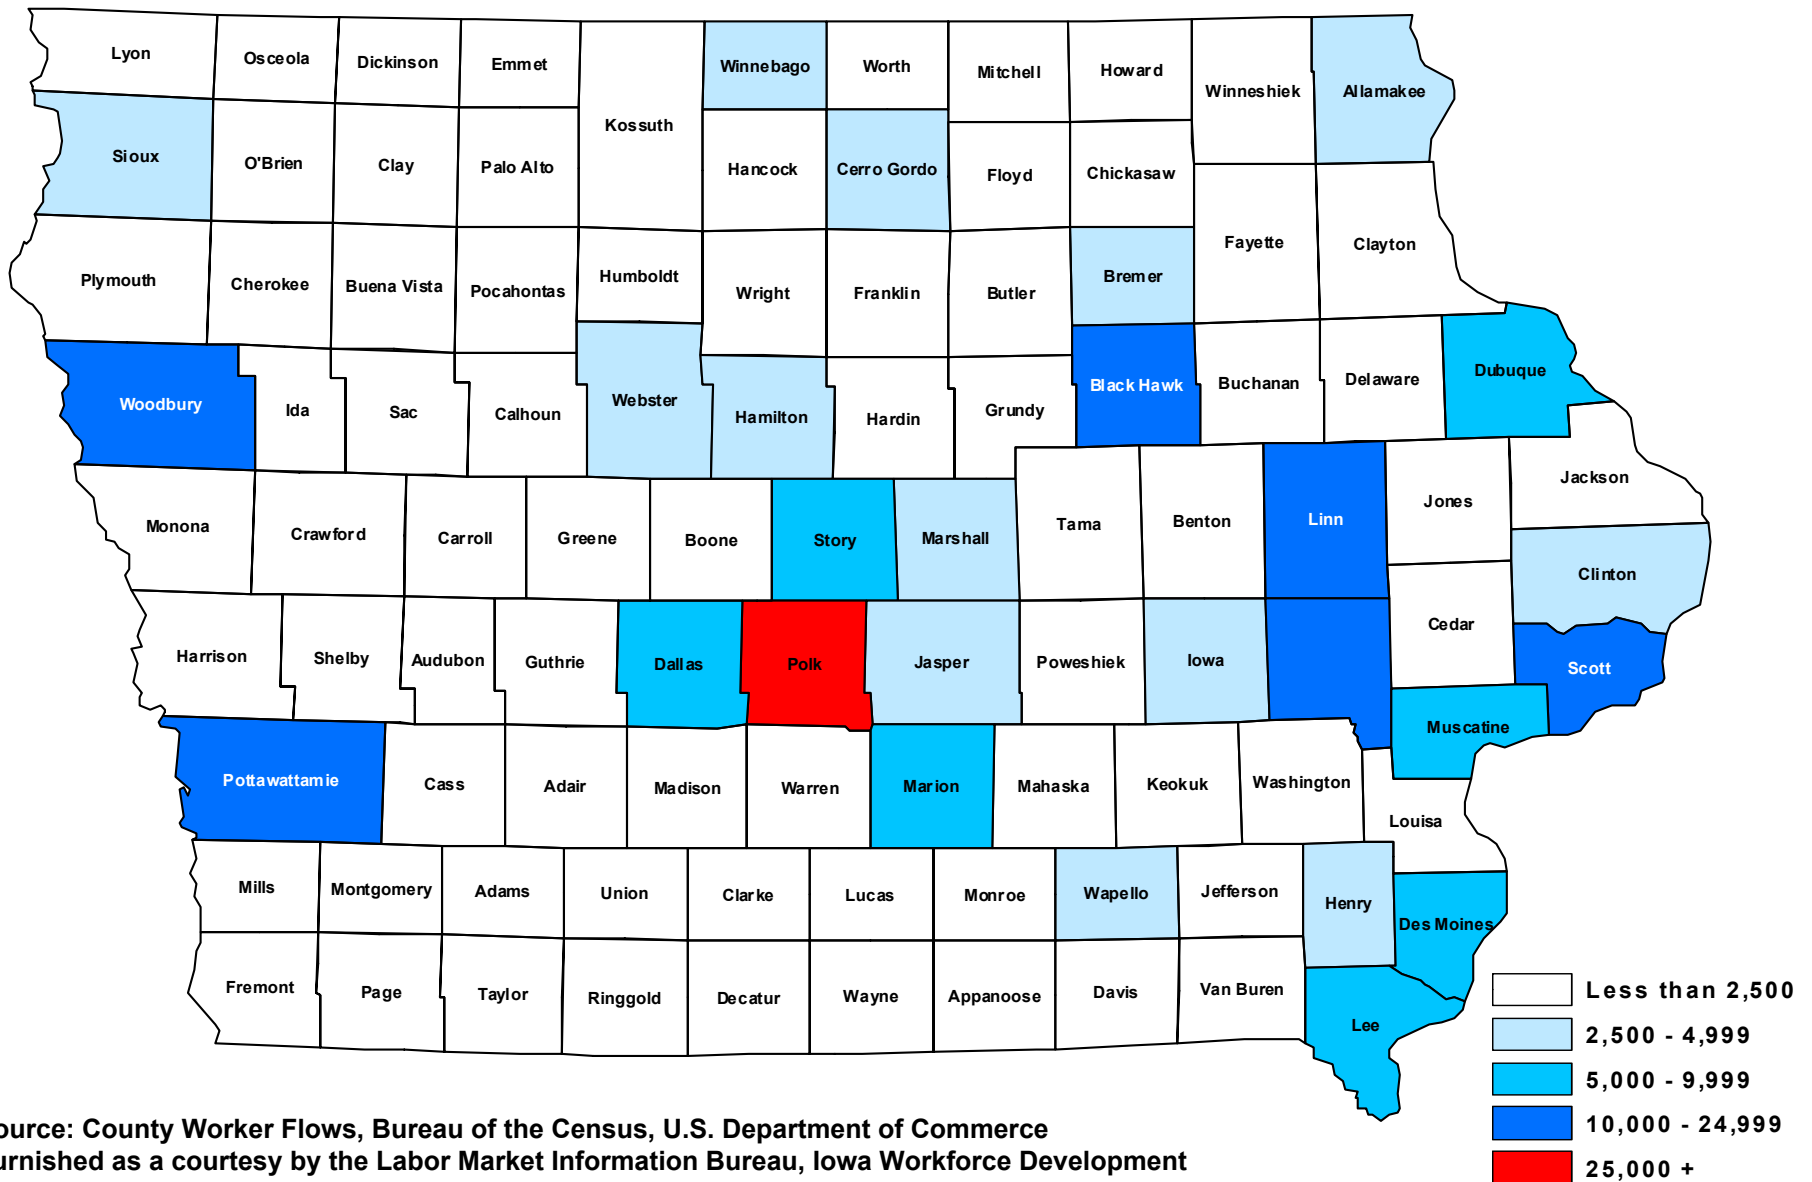 Lyon
Osceola
Dickinson
Emmet
Kossuth
Winnebago
Worth
Mitchell
Howard
Winneshiek
Allamakee
Sioux
O'Brien
Clay
Palo Alto
Hancock
Cerro Gordo
Floyd
Chickasaw
Plymouth
Cherokee
Buena Vista
Pocahontas
Humboldt
Wright
Franklin
Butler
Bremer
Fayette
Clayton
Woodbury
Ida
Sac
Calhoun
Webster
Hamilton
Hardin
Grundy
Black Hawk
Buchanan
Delaware
Dubuque
Monona
Crawford
Carroll
Greene
Boone
Story
Marshall
Tama
Benton
Linn
Jones
Jackson
Clinton
Harrison
Shelby
Audubon
Guthrie
Dallas
Polk
Jasper
Poweshiek
Iowa
Cedar
Scott
Muscatine
Pottawattamie
Cass
Adair
Madison
Warren
Marion
Mahaska
Keokuk
Washington
Louisa
Mills
Montgomery
Adams
Union
Clarke
Lucas
Monroe
Wapello
Jefferson
Henry
Des Moines
Fremont
Page
Taylor
Ringgold
Decatur
Wayne
Appanoose
Davis
Van Buren
Lee
Less than 2,500
2,500 - 4,999
5,000 - 9,999
10,000 - 24,999
25,000 +
ource: County Worker Flows, Bureau of the Census, U.S. Department of Commerce
urnished as a courtesy by the Labor Market Information Bureau, Iowa Workforce Development